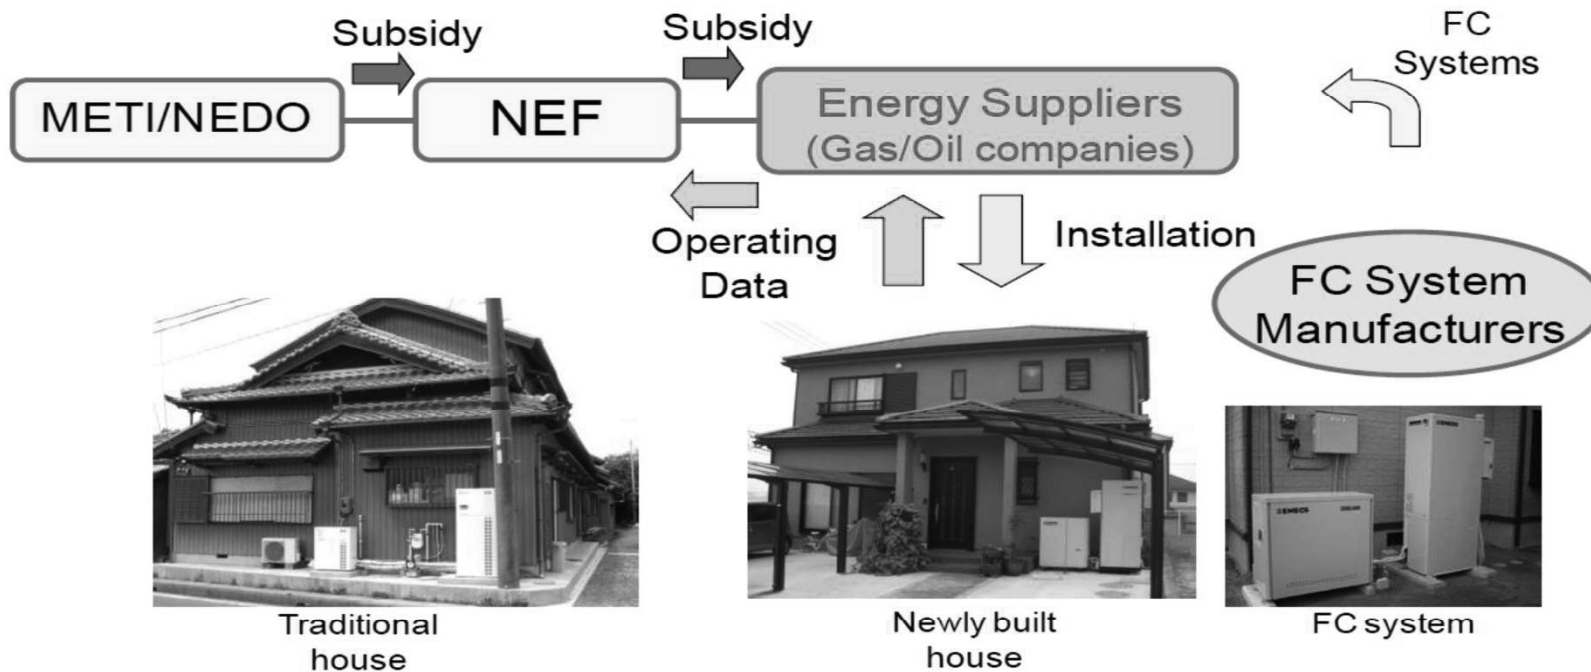 Subsidy
Subsidy
FC
Systems
METI/NEDO
NEF
Energy Suppliers
(Gas/Oil companies)
Operating
Data
Installation
FC System
Manufacturers
ENEOS
Traditional
house
Newly built
house
FC system